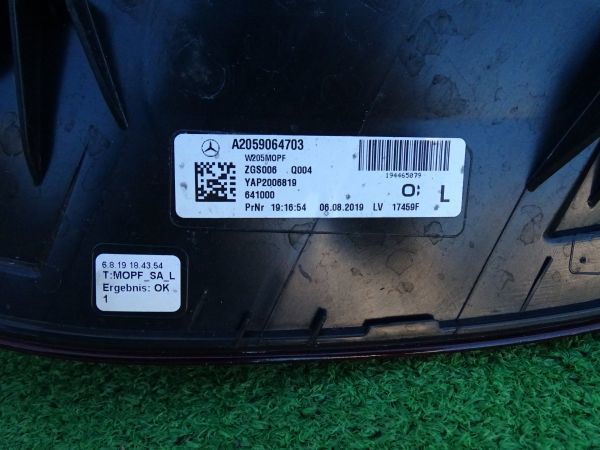 A2059064703
W205MOPF
ZGS006 Q004
YAP2006819
641000
PrNr 19:16:54 06.08.2019 LV 17459F
194465079
O:
L
6.8.19 18.43.54
T:MOPF_SA_L
Ergebnis: OK
1